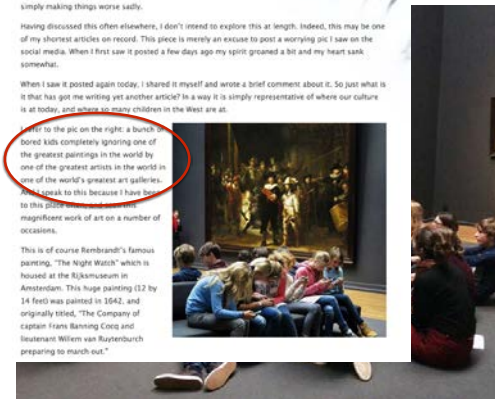 simply making things worse sadly.
Having discussed this often elsewhere, I don't intend to explore this at length. Indeed, this may be one
of my shortest articles on record. This piece is merely an excuse to post a worrying pic I saw on the
social media. When I first saw it posted a few days ago my spirit groaned a bit and my heart sank
somewhat.
When I saw it posted again today, I shared it myself and wrote a brief comment about it. So just what is
it that has got me writing yet another article? In a way it is simply representative of where our culture
is at today, and where so many children in the West are at.
I refer to the pic on the right: a bunch of
bored kids completely ignoring one of
the greatest paintings in the world by
one of the greatest artists in the world in
one of the world's greatest art galleries.
And I speak to this because I have been
to this place and seen this
magnificent work of art on a number of
occasions.
This is of course Rembrandt's famous
painting, "The Night Watch" which is
housed at the Rijksmuseum in
Amsterdam. This huge painting (12 by
14 feet) was painted in 1642, and
originally titled, "The Company of
captain Frans Banning Cocq and
lieutenant Willem van Ruytenburch
preparing to march out."